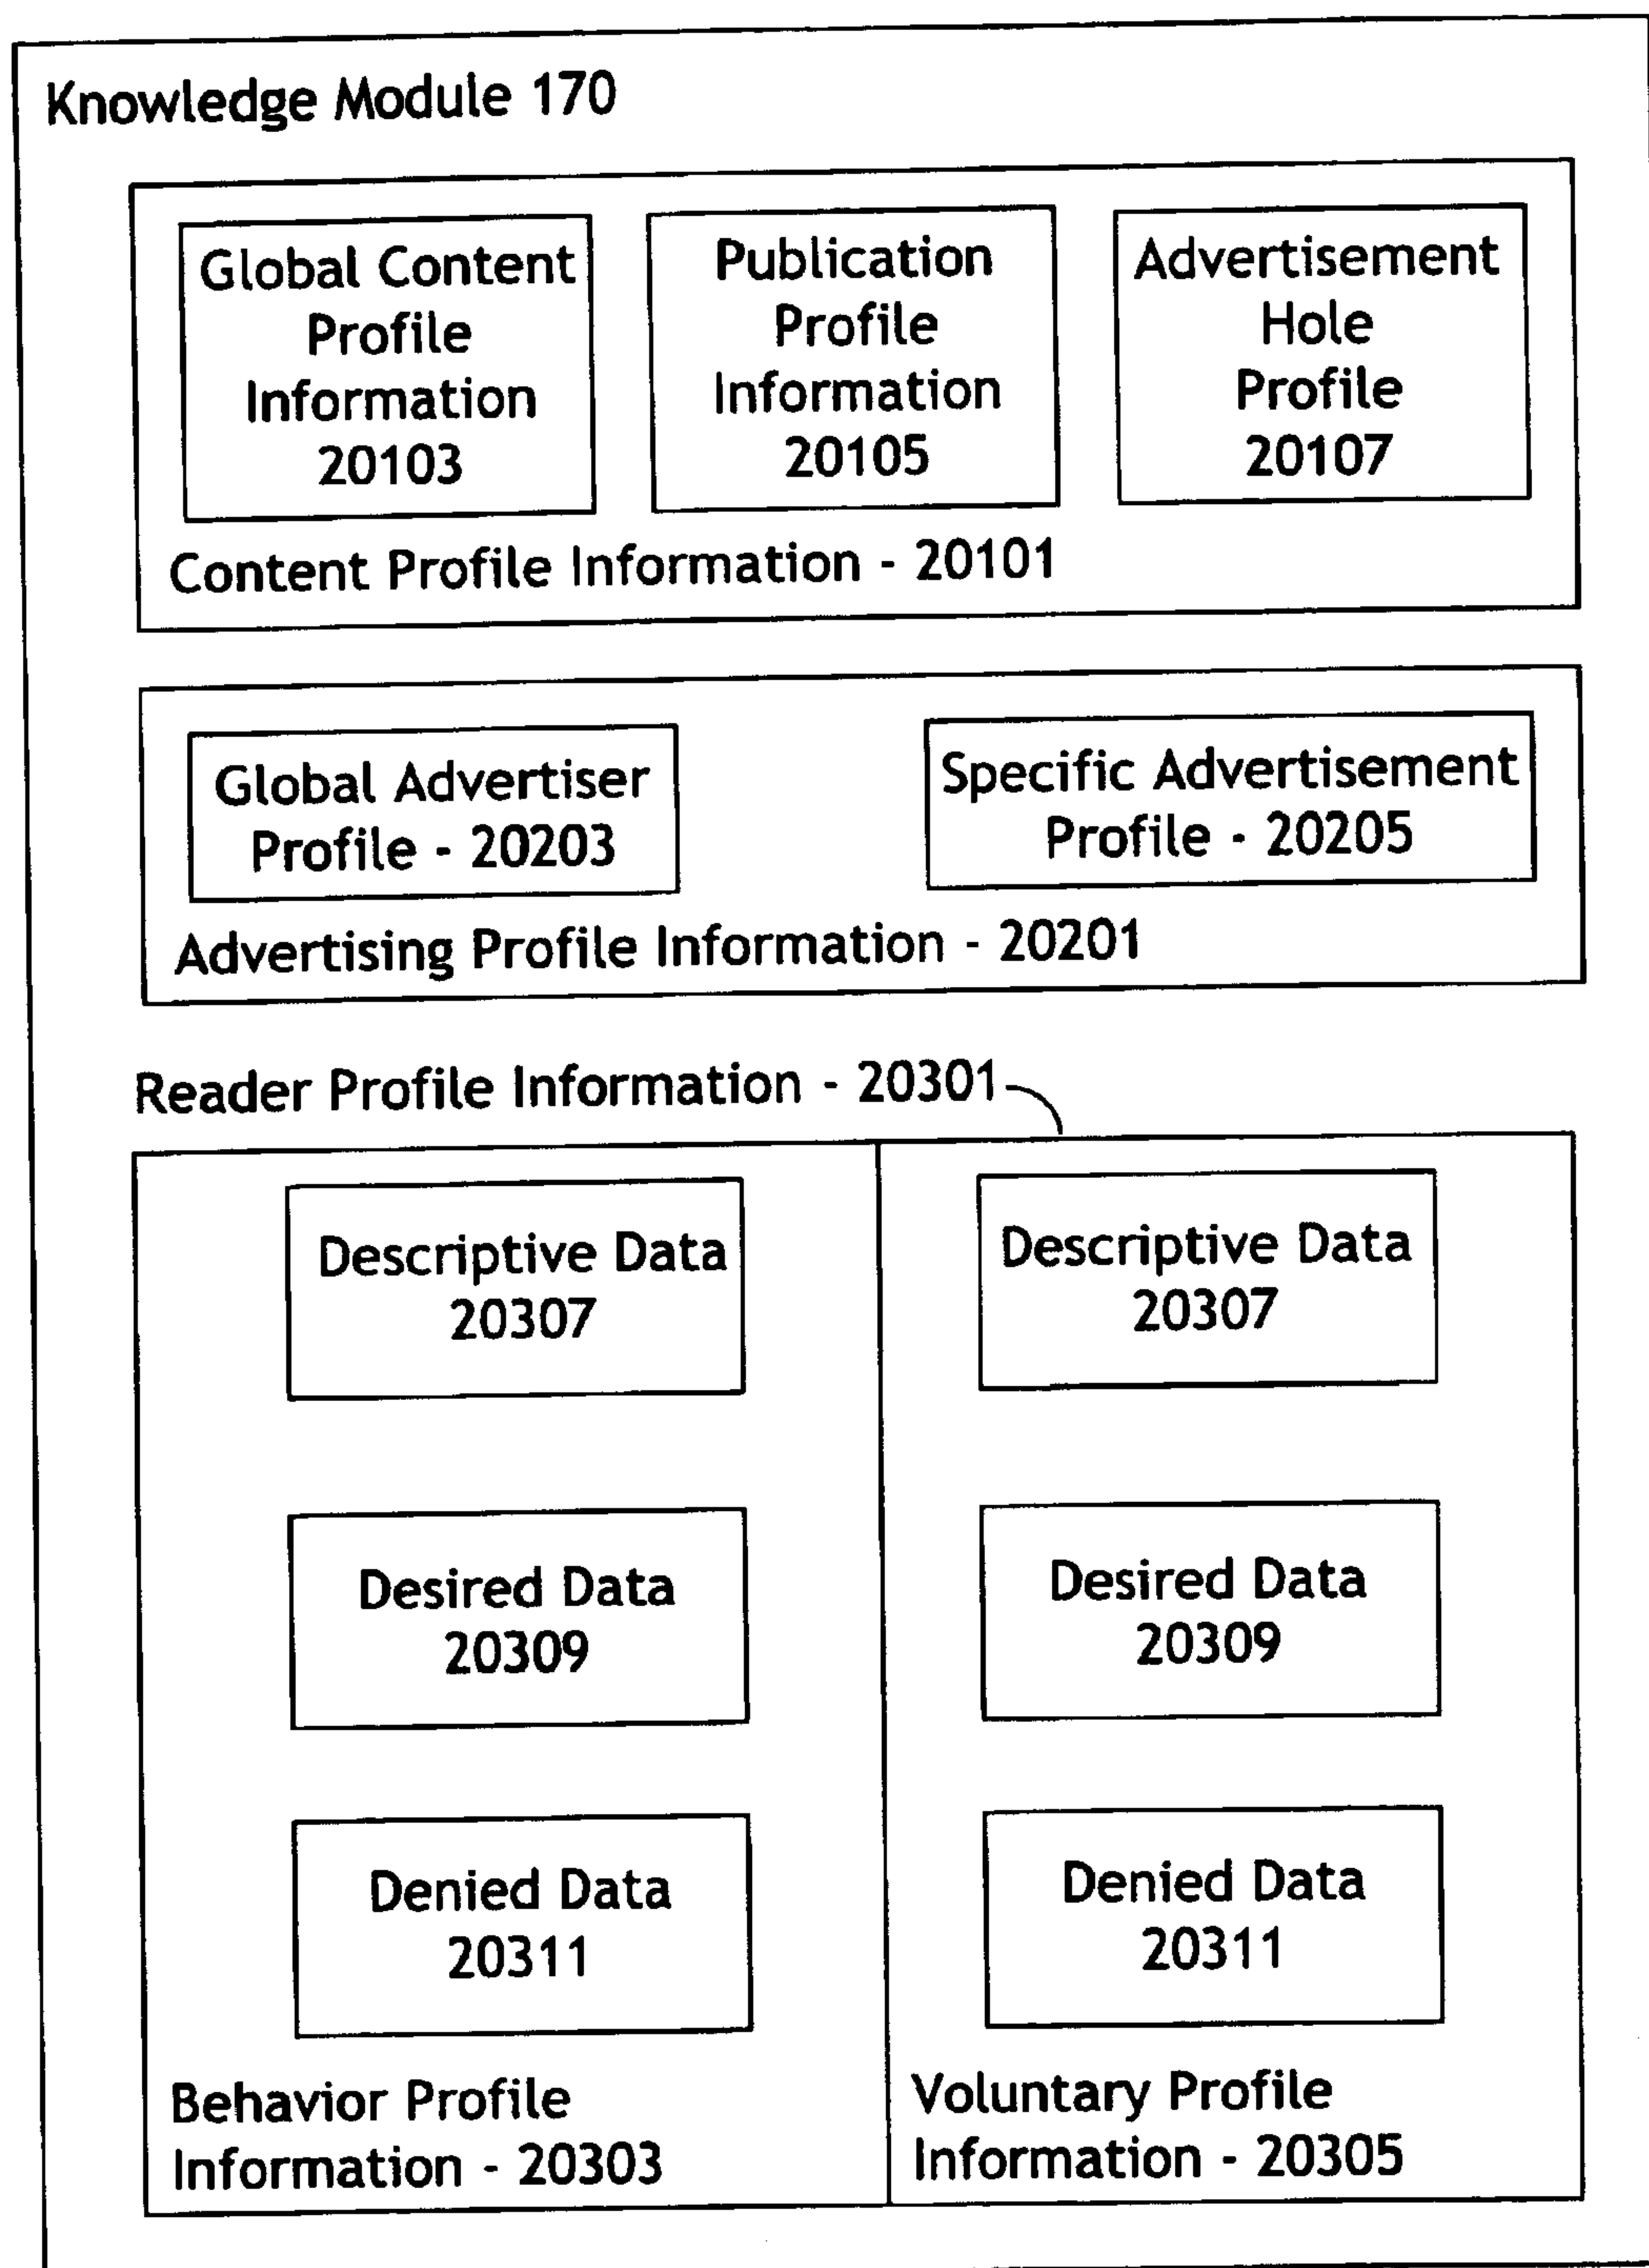 Knowledge Module 170
Global Content
Profile
Information
20103
Publication
Profile
Information
20105
Advertisement
Hole
Profile
20107
Content Profile Information - 20101
Global Advertiser
Profile - 20203
Specific Advertisement
Profile - 20205
Advertising Profile Information - 20201
Reader Profile Information - 20301
Descriptive Data
20307
Desired Data
20309
Denied Data
20311
Behavior Profile
Information - 20303
Descriptive Data
20307
Desired Data
20309
Denied Data
20311
Voluntary Profile
Information - 20305